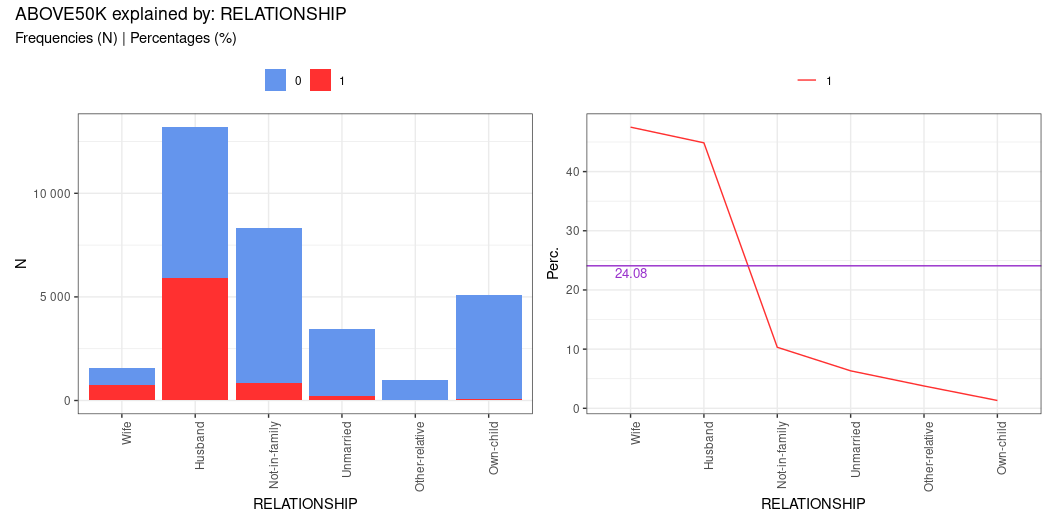 ABOVE50K explained by: RELATIONSHIP
Frequencies (N) | Percentages (%)
0 1
N
10 000
5 000
0
Wife
Husband
Not-in-family
Unmarried
Other-relative
Own-child
RELATIONSHIP
1
Perc.
40
30
20
10
0
24.08
Wife
Husband
Not-in-family
Unmarried
Other-relative
Own-child
RELATIONSHIP